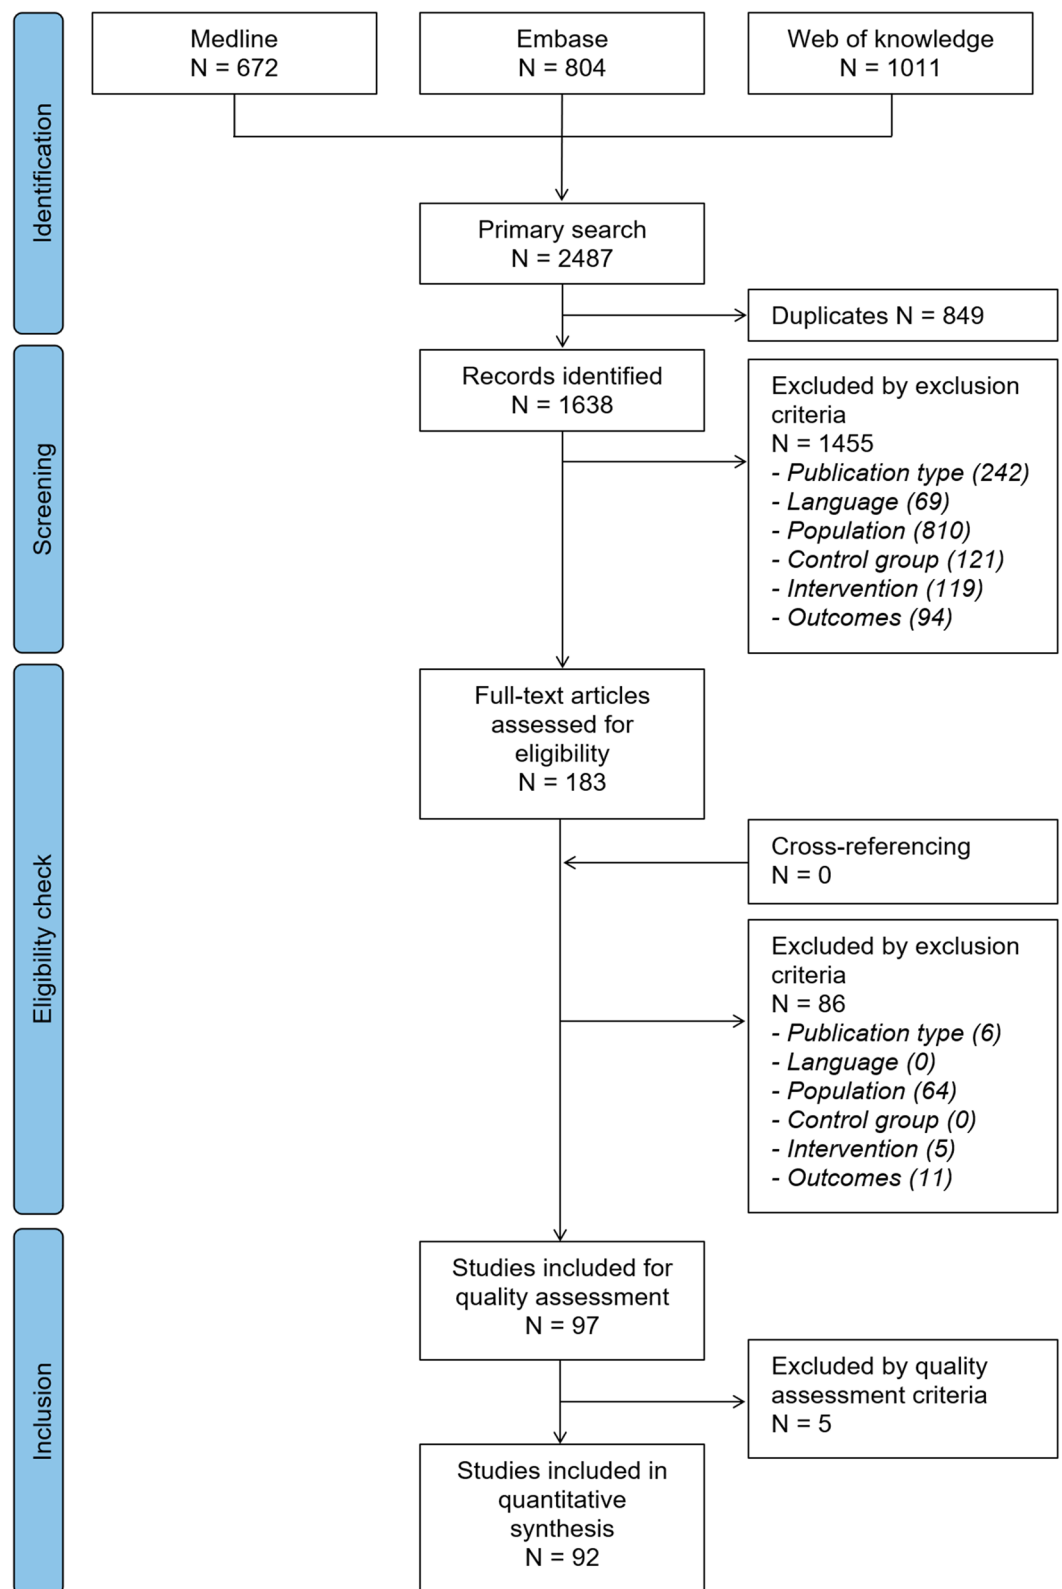 Identification
Medline
N = 672
Embase
N = 804
Web of knowledge
N = 1011
Primary search
N = 2487
Duplicates N = 849
Screening
Records identified
N = 1638
Excluded by exclusion
criteria
N = 1455
- Publication type (242)
- Language (69)
- Population (810)
- Control group (121)
- Intervention (119)
- Outcomes (94)
Eligibility check
Full-text articles
assessed for
eligibility
N = 183
Cross-referencing
N = 0
Excluded by exclusion
criteria
N = 86
- Publication type (6)
- Language (0)
- Population (64)
- Control group (0)
- Intervention (5)
- Outcomes (11)
Inclusion
Studies included for
quality assessment
N = 97
Excluded by quality
assessment criteria
N = 5
Studies included in
quantitative
synthesis
N = 92